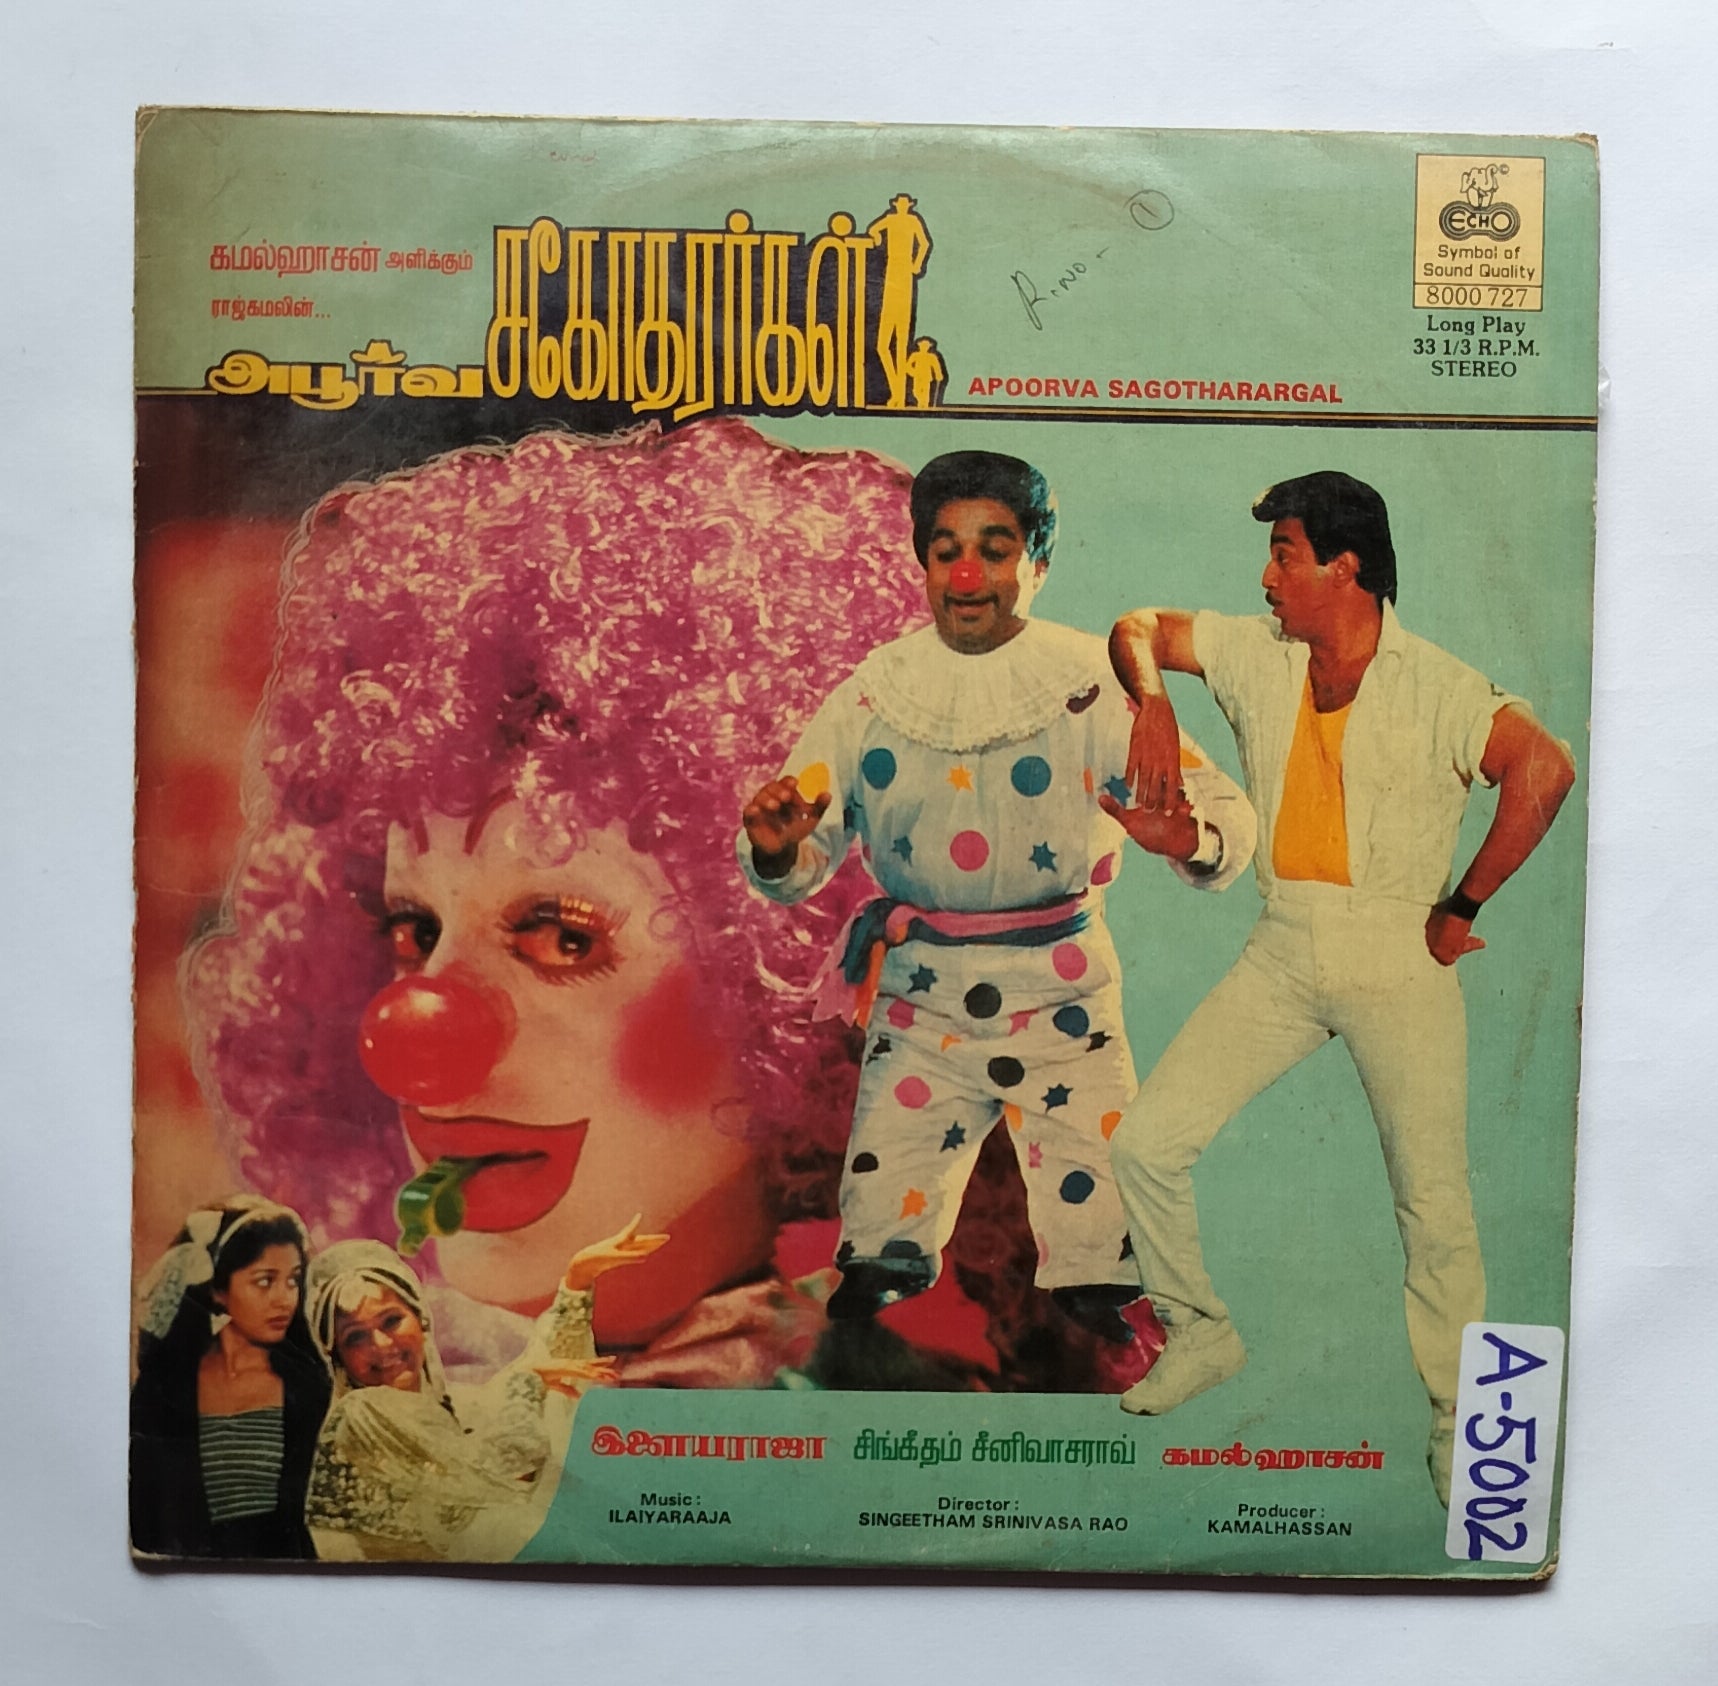 கமல்ஹாசன் அளிக்கும்
ராஜ்கமலின்...
அபூர்வ சகோதரர்கள்
APOORVA SAGOTHARARGAL
R.NO - 1
ECHO
Symbol of
Sound Quality
8000 727
Long Play
33 1/3 R.P.M.
STEREO
இளையராஜா சிங்கீதம் சீனிவாசராவ் கமல்ஹாசன்
Music :
ILAIYARAAJA
Director :
SINGEETHAM SRINIVASA RAO
Producer :
KAMALHASSAN
A-5002